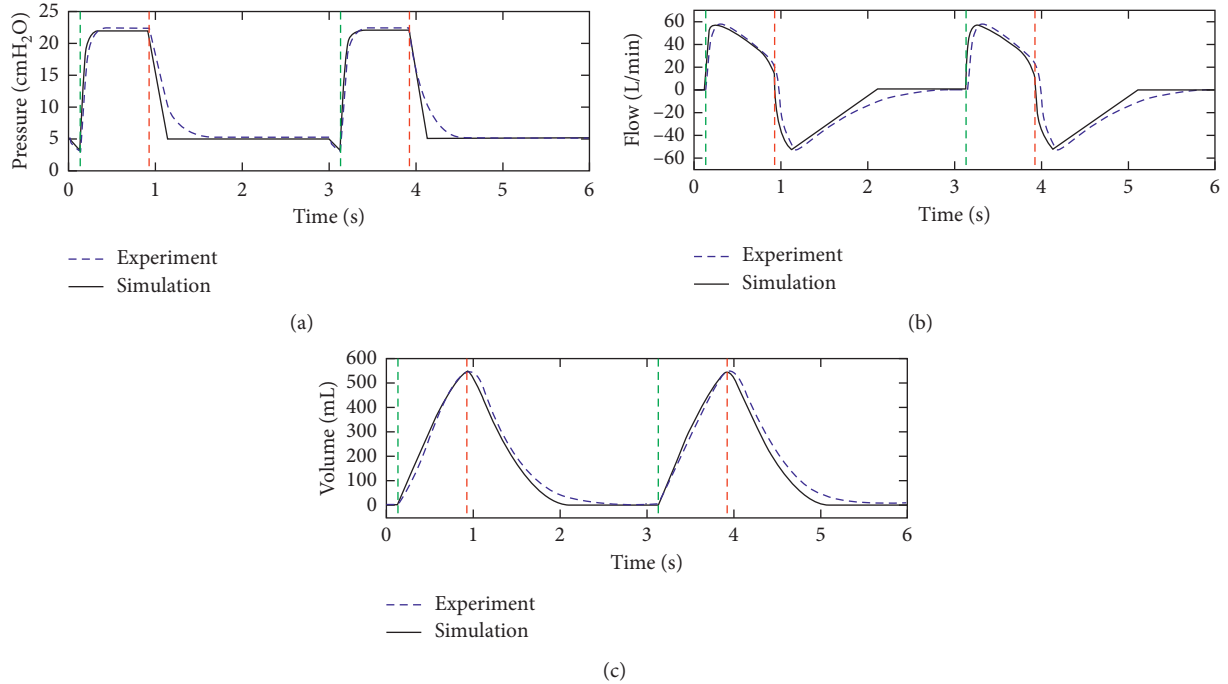 25
20
15
10
5
0
Pressure (cmH2O)
0 1 2 3 4 5 6
Time (s)
Experiment
Simulation
(a)
60
40
20
0
−20
−40
−60
Flow (L/min)
0 1 2 3 4 5 6
Time (s)
Experiment
Simulation
(b)
600
500
400
300
200
100
0
Volume (mL)
0 1 2 3 4 5 6
Time (s)
Experiment
Simulation
(c)